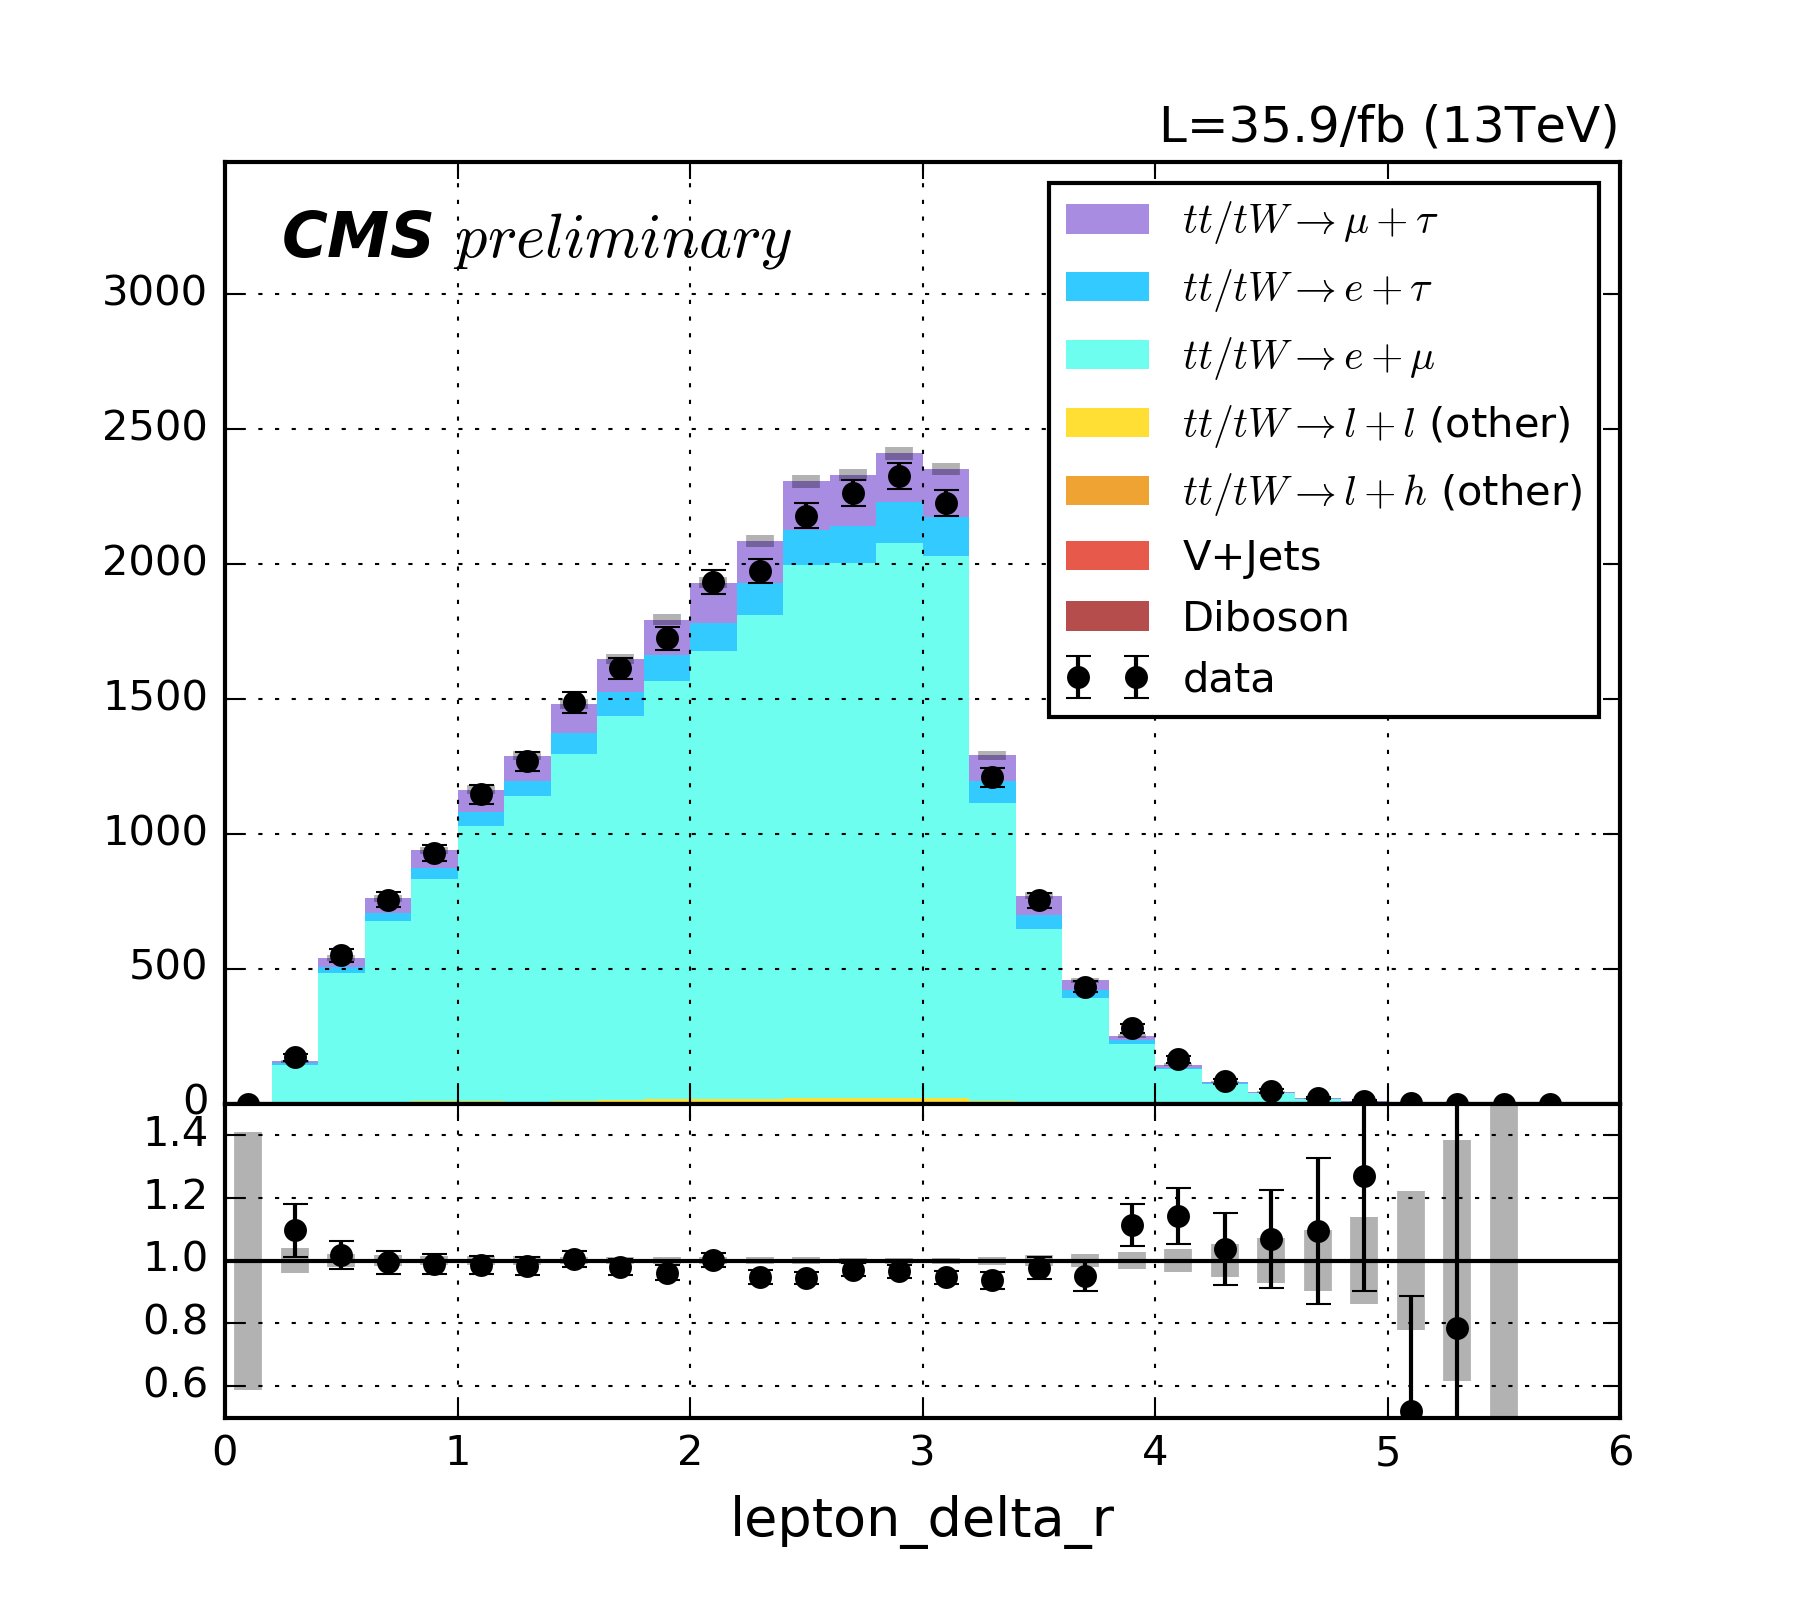 L=35.9/fb (13TeV)
CMS preliminary
tt/tW → μ + τ
tt/tW → e + τ
tt/tW → e + μ
tt/tW → l + l (other)
tt/tW → l + h (other)
V+Jets
Diboson
data
3000
2500
2000
1500
1000
500
0
1.4
1.2
1.0
0.8
0.6
0 1 2 3 4 5 6
lepton_delta_r